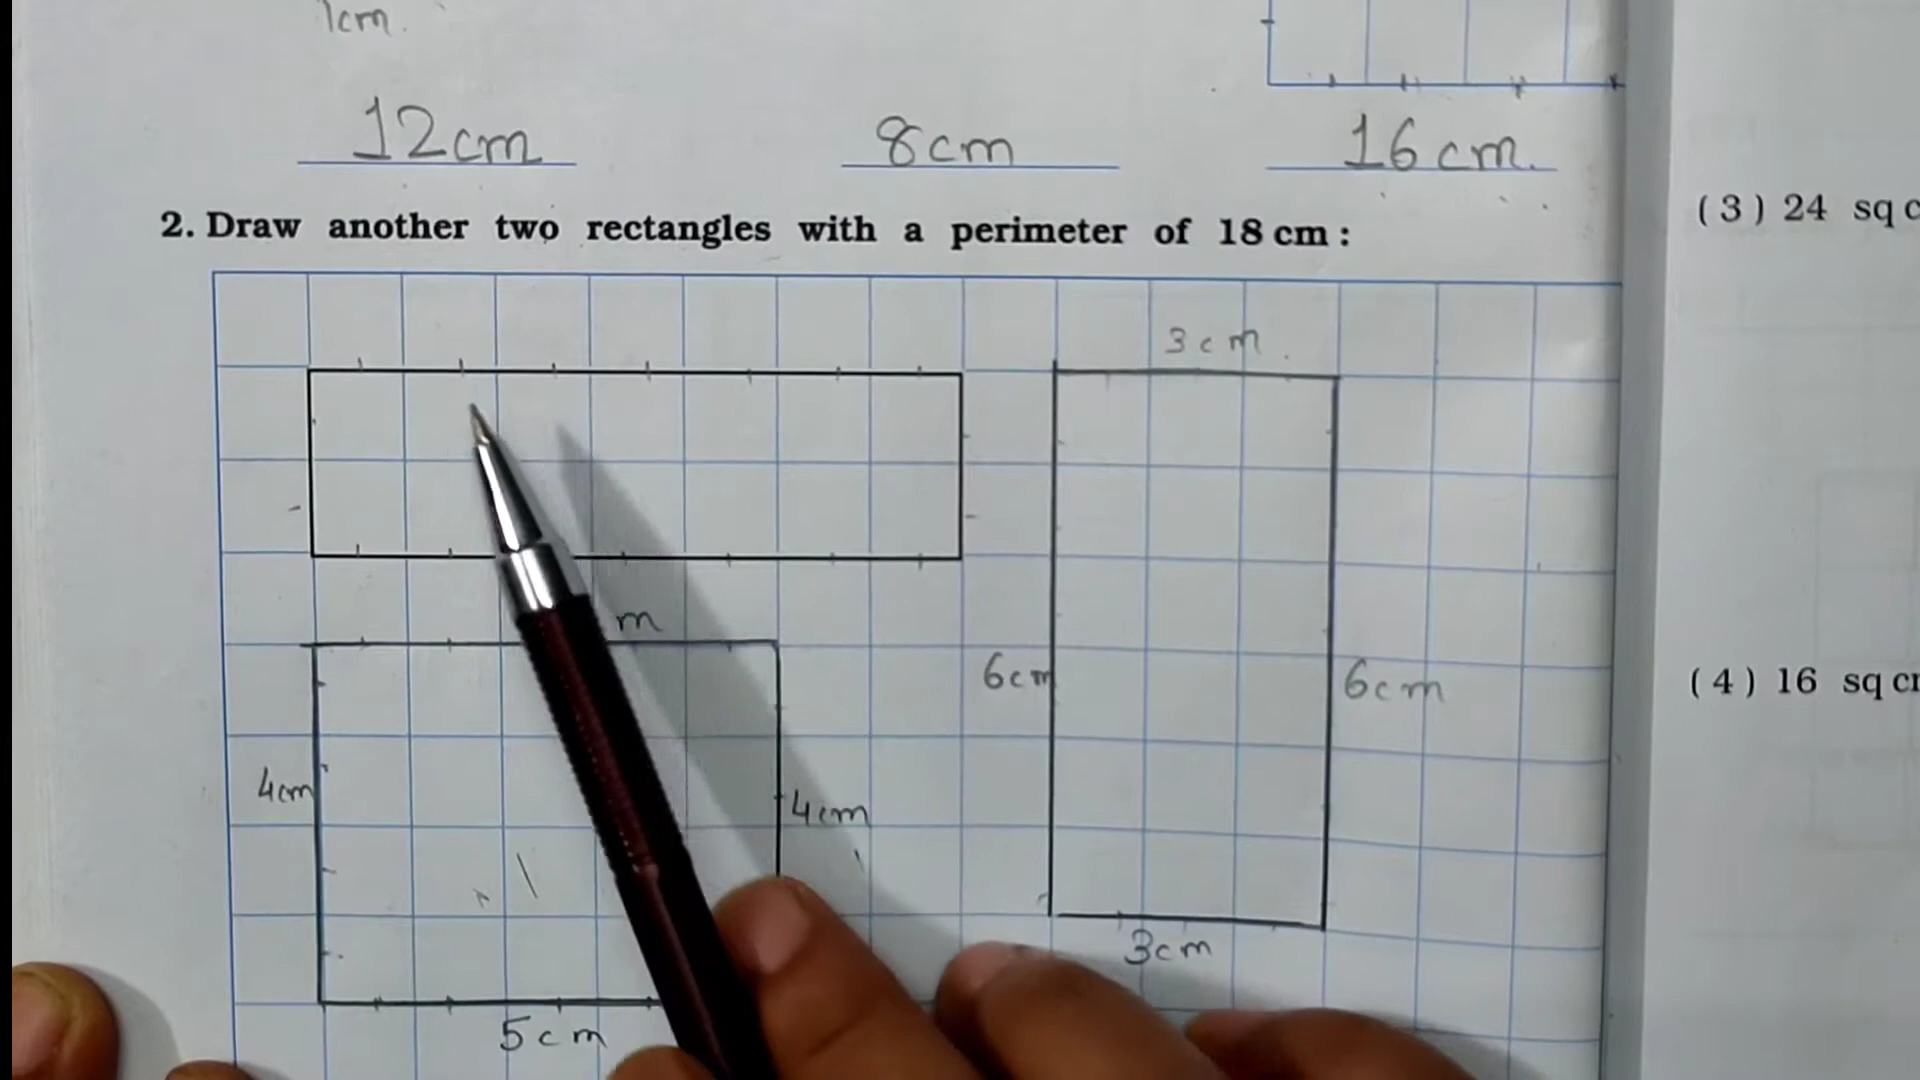 1cm.
12cm
8cm
16cm.
2. Draw another two rectangles with a perimeter of 18 cm :
3cm.
m
6cm
6cm
4cm
4cm
3cm
5cm
( 3 ) 24 sq c
( 4 ) 16 sq cm